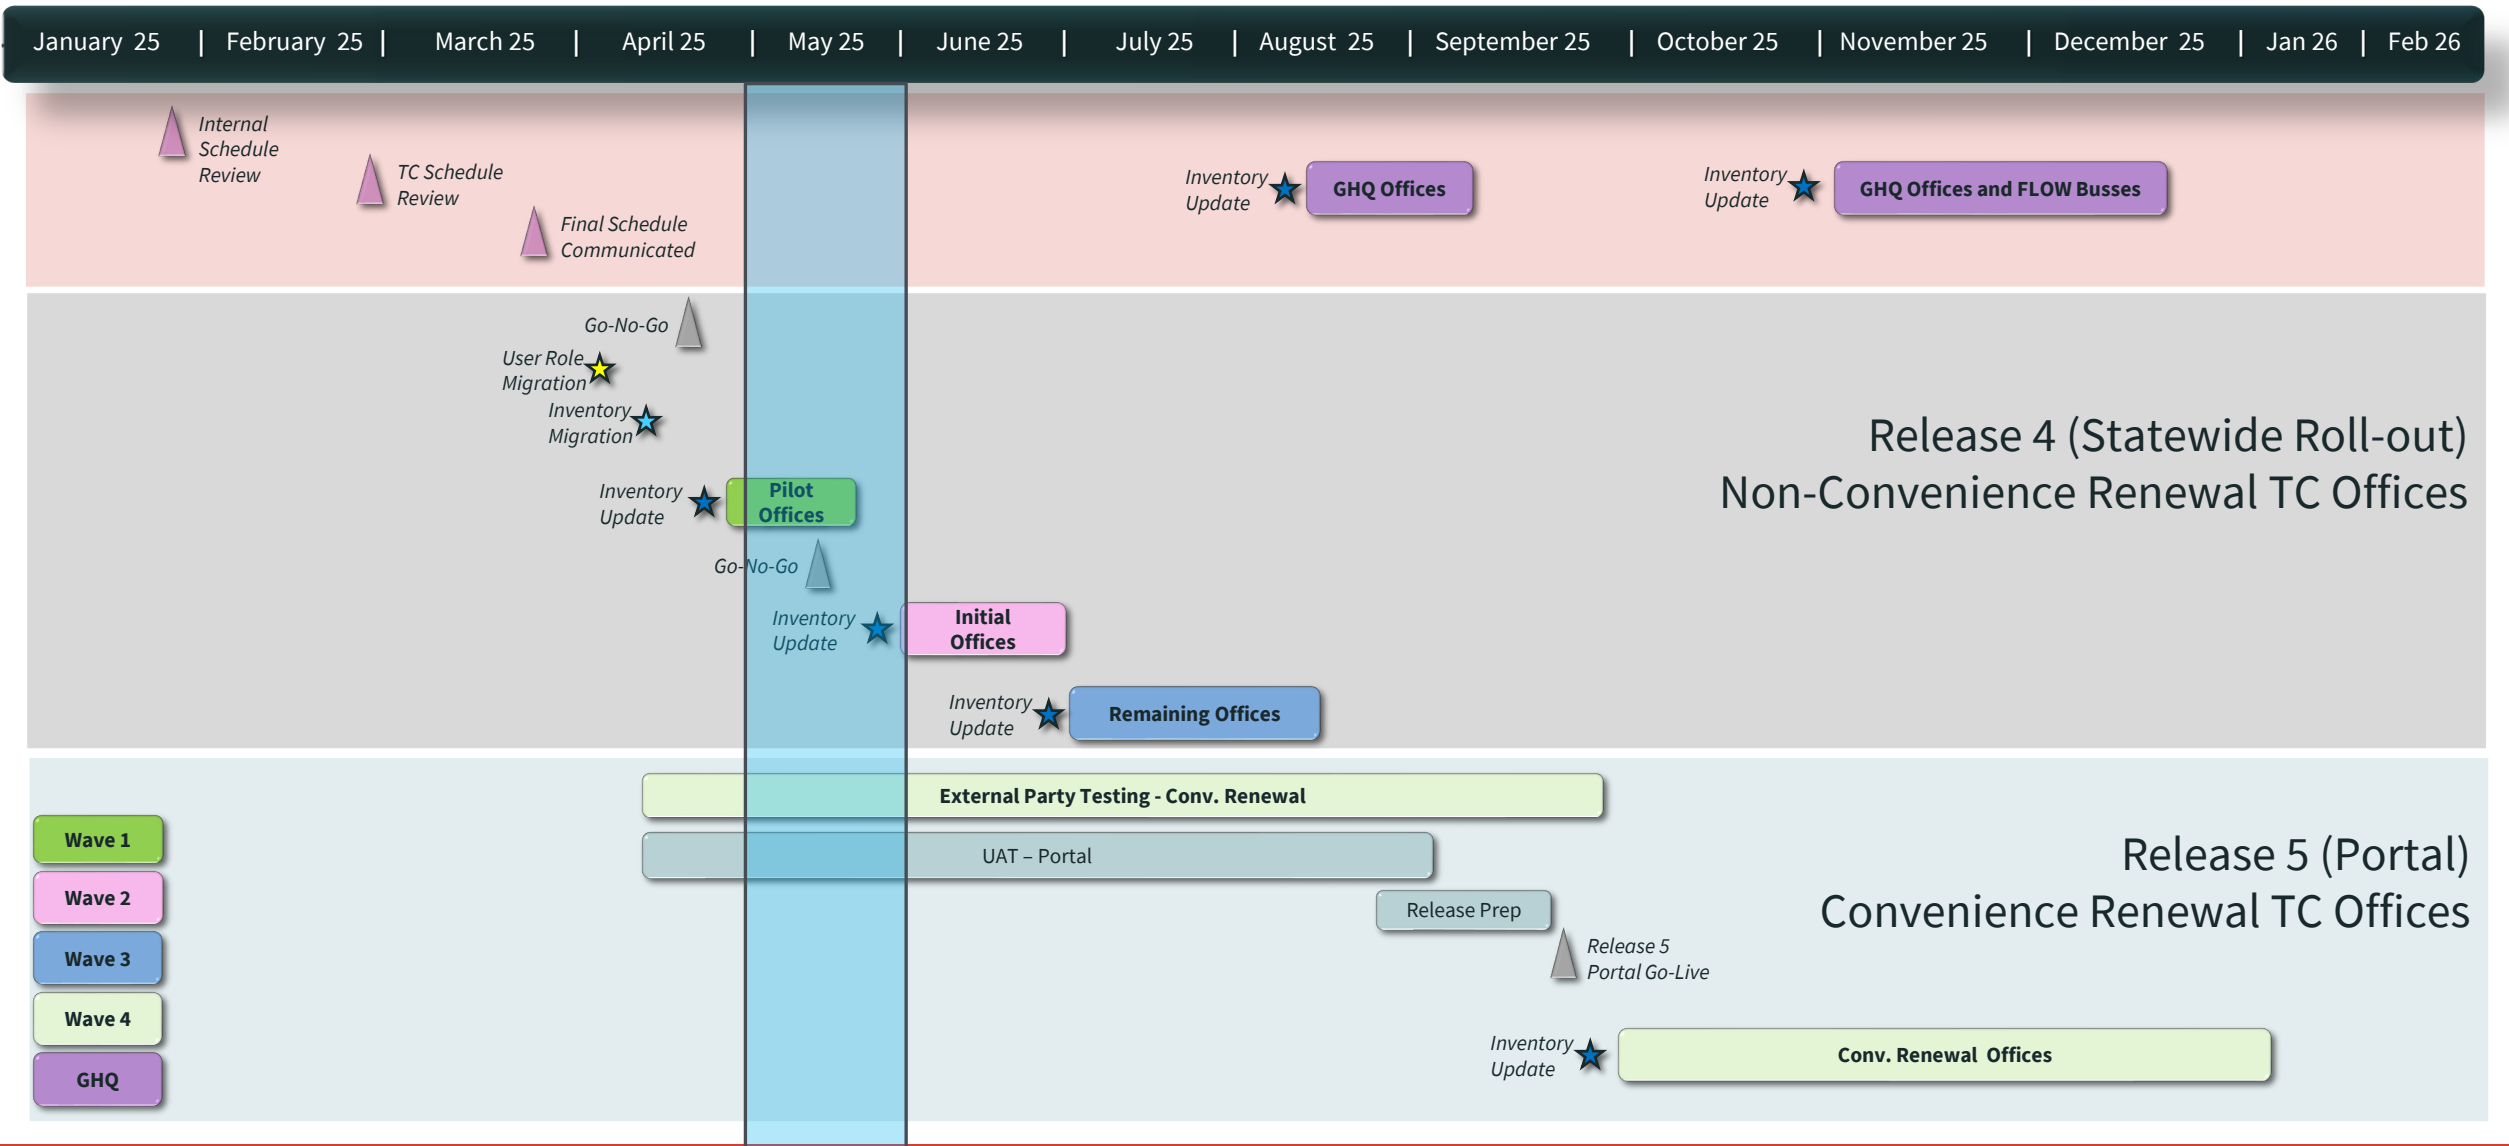 January 25 | February 25 | March 25 | April 25 | May 25 | June 25 | July 25 | August 25 | September 25 | October 25 | November 25 | December 25 | Jan 26 | Feb 26
Internal
Schedule
Review
TC Schedule
Review
Final Schedule
Communicated
Inventory
Update
GHQ Offices
Inventory
Update
GHQ Offices and FLOW Busses
Go-No-Go
User Role
Migration
Inventory
Migration
Inventory
Update
Pilot
Offices
Go-No-Go
Inventory
Update
Initial
Offices
Inventory
Update
Remaining Offices
Release 4 (Statewide Roll-out)
Non-Convenience Renewal TC Offices
External Party Testing - Conv. Renewal
UAT – Portal
Release Prep
Release 5
Portal Go-Live
Inventory
Update
Conv. Renewal Offices
Release 5 (Portal)
Convenience Renewal TC Offices
Wave 1
Wave 2
Wave 3
Wave 4
GHQ